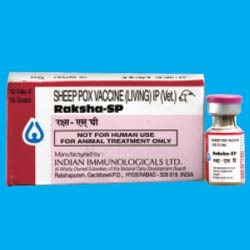 10 Vials of
50 Doses
SHEEP POX VACCINE (LIVING) IP (Vet.)
Raksha-SP
रक्षा-एस पी
NOT FOR HUMAN USE
FOR ANIMAL TREATMENT ONLY
Manufactured by:
INDIAN IMMUNOLOGICALS LTD.
(A Wholly Owned Subsidiary of the National Dairy Development Board)
Rakshapuram, Gachibowli P.O., HYDERABAD - 500 019 INDIA
Raksha-SP
रक्षा-एस पी